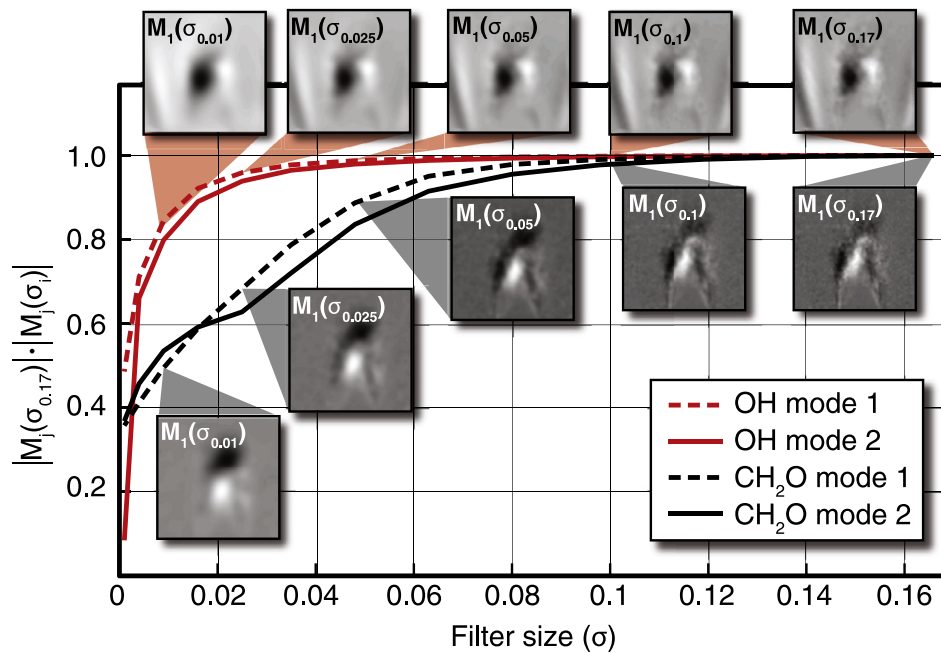 M₁(σ₀.₀₁)
M₁(σ₀.₀₂₅)
M₁(σ₀.₀₅)
M₁(σ₀.₁)
M₁(σ₀.₁₇)
1.0
0.8
0.6
0.4
0.2
|Mⱼ(σ₀.₁₇)|·|Mⱼ(σᵢ)|
M₁(σ₀.₀₅)
M₁(σ₀.₁)
M₁(σ₀.₁₇)
M₁(σ₀.₀₂₅)
M₁(σ₀.₀₁)
OH mode 1
OH mode 2
CH₂O mode 1
CH₂O mode 2
0 0.02 0.04 0.06 0.08 0.1 0.12 0.14 0.16
Filter size (σ)